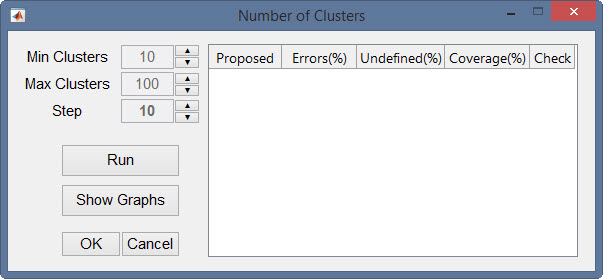 Number of Clusters
Min Clusters 10
Max Clusters 100
Step 10
Proposed Errors(%) Undefined(%) Coverage(%) Check
Run
Show Graphs
OK Cancel